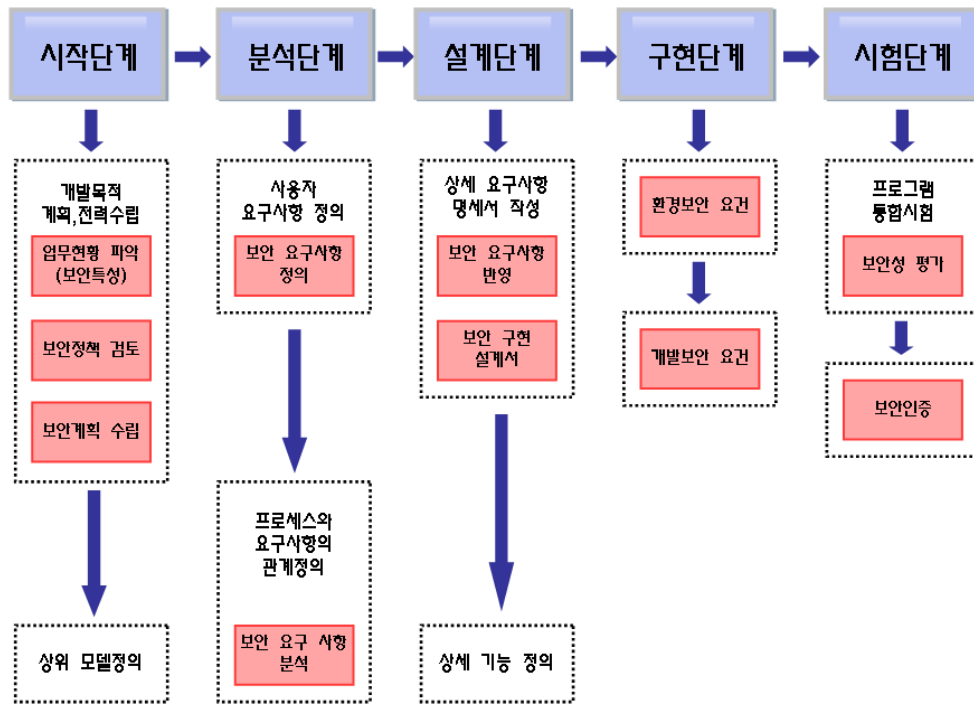 시작단계
분석단계
설계단계
구현단계
시험단계
개발목적
계획,전력수립
업무현황 파악
(보안특성)
보안정책 검토
보안계획 수립
상위 모델정의
사용자
요구사항 정의
보안 요구사항
정의
프로세스와
요구사항의
관계정의
보안 요구 사항
분석
상세 요구사항
명세서 작성
보안 요구사항
반영
보안 구현
설계서
상세 기능 정의
환경보안 요건
개발보안 요건
프로그램
통합시험
보안성 평가
보안인증